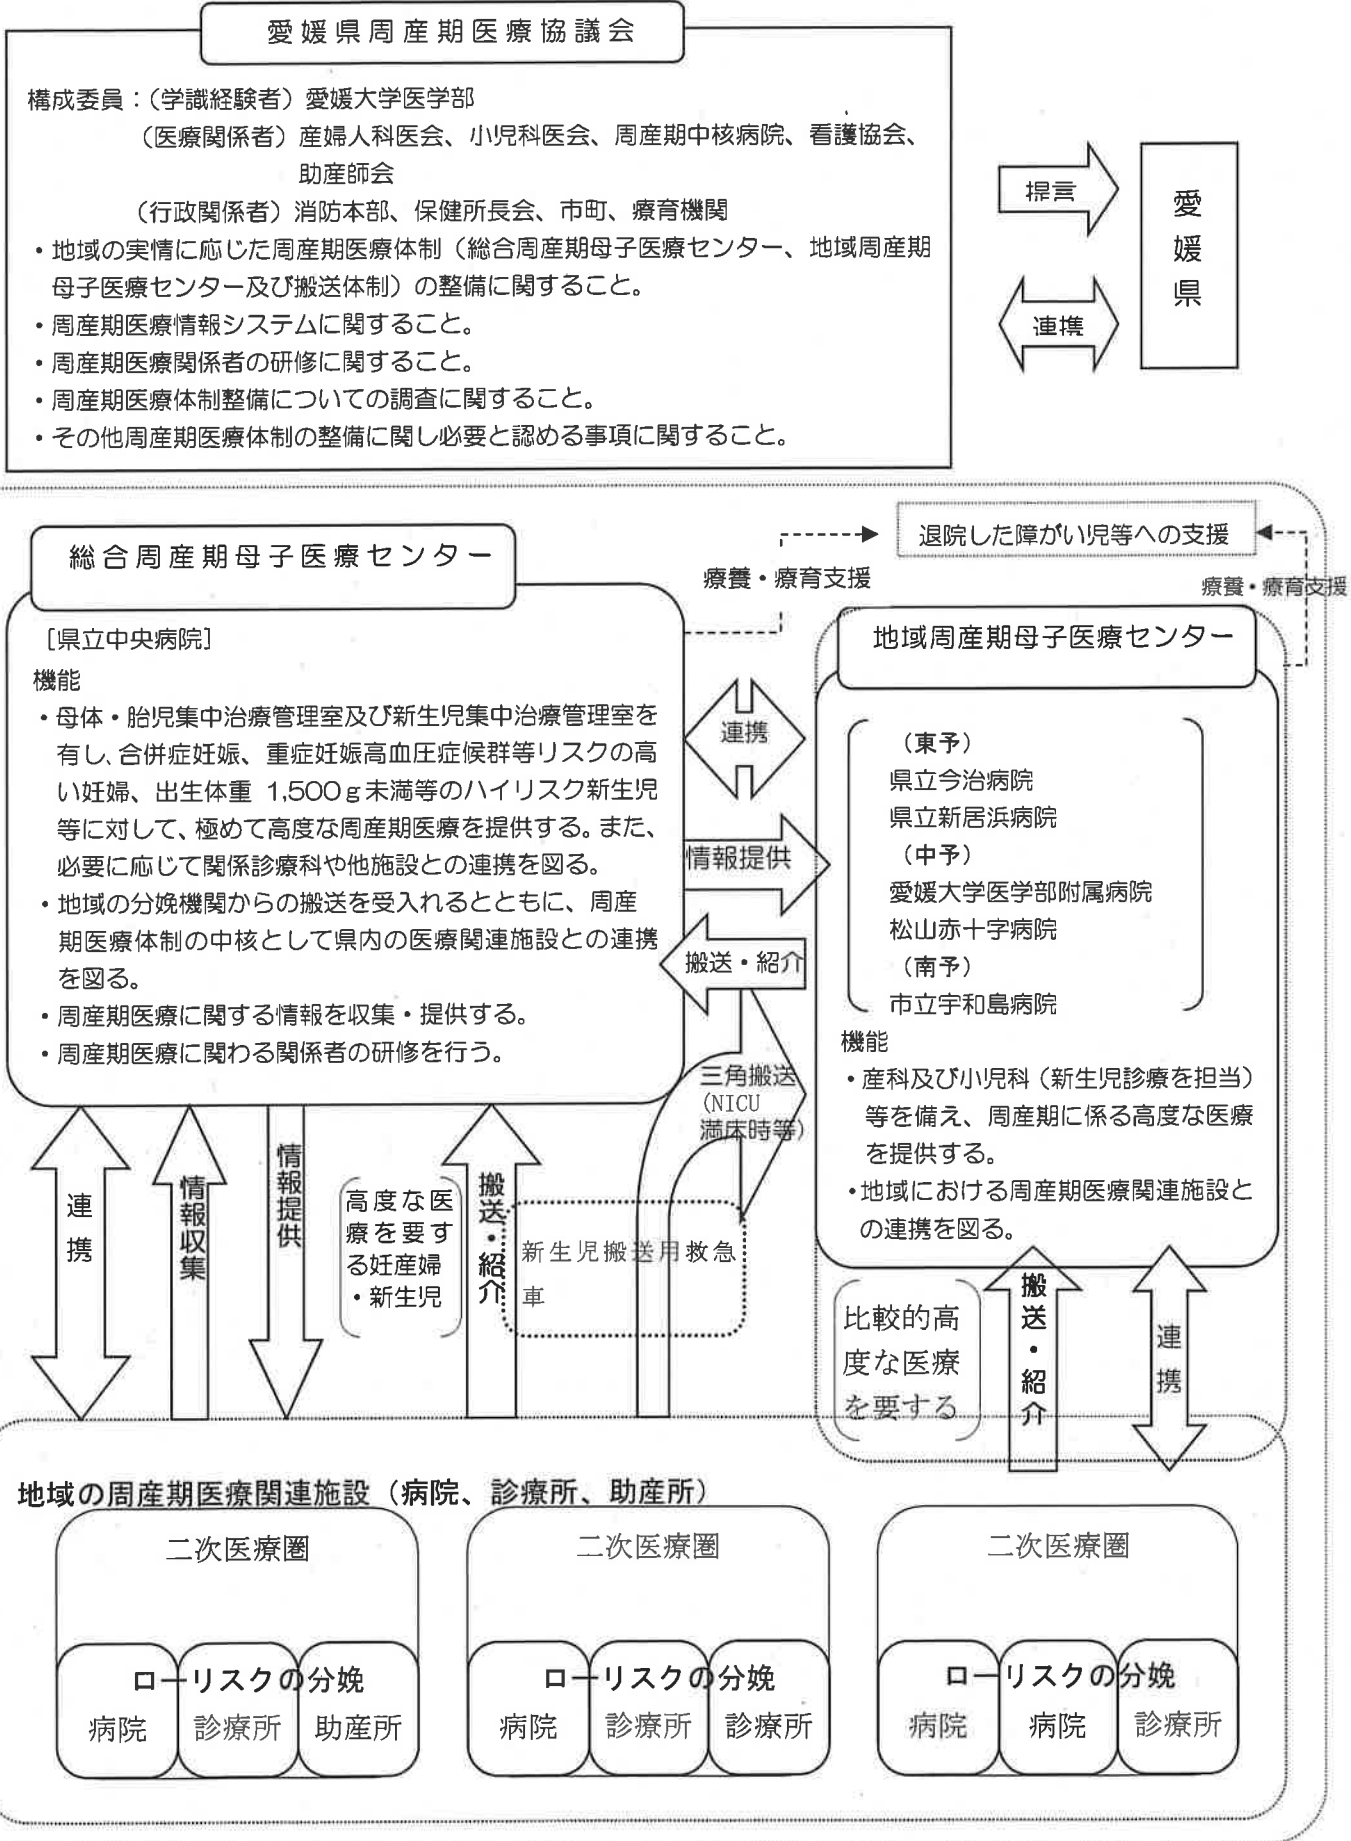 愛媛県周産期医療協議会
構成委員：（学識経験者）愛媛大学医学部
（医療関係者）産婦人科医会、小児科医会、周産期中核病院、看護協会、
助産師会
（行政関係者）消防本部、保健所長会、市町、療育機関
・地域の実情に応じた周産期医療体制（総合周産期母子医療センター、地域周産期
母子医療センター及び搬送体制）の整備に関すること。
・周産期医療情報システムに関すること。
・周産期医療関係者の研修に関すること。
・周産期医療体制整備についての調査に関すること。
・その他周産期医療体制の整備に関し必要と認める事項に関すること。
提言
連携
愛媛県
総合周産期母子医療センター
［県立中央病院］
機能
・母体・胎児集中治療管理室及び新生児集中治療管理室を
有し、合併症妊娠、重症妊娠高血圧症候群等リスクの高
い妊婦、出生体重 1,500ｇ未満等のハイリスク新生児
等に対して、極めて高度な周産期医療を提供する。また、
必要に応じて関係診療科や他施設との連携を図る。
・地域の分娩機関からの搬送を受入れるとともに、周産
期医療体制の中核として県内の医療関連施設との連携
を図る。
・周産期医療に関する情報を収集・提供する。
・周産期医療に関わる関係者の研修を行う。
退院した障がい児等への支援
療養・療育支援
療養・療育支援
連携
情報提供
搬送・紹介
三角搬送
(NICU
満床時等)
地域周産期母子医療センター
（東予）
県立今治病院
県立新居浜病院
（中予）
愛媛大学医学部附属病院
松山赤十字病院
（南予）
市立宇和島病院
機能
・産科及び小児科（新生児診療を担当）
等を備え、周産期に係る高度な医療
を提供する。
・地域における周産期医療関連施設と
の連携を図る。
連携
情報収集
情報提供
高度な医
療を要す
る妊産婦
・新生児
搬送・紹介
新生児搬送用救急
車
比較的高
度な医療
を要する
搬送・紹介
連携
地域の周産期医療関連施設（病院、診療所、助産所）
二次医療圏
ローリスクの分娩
病院 診療所 助産所
二次医療圏
ローリスクの分娩
病院 診療所 診療所
二次医療圏
ローリスクの分娩
病院 病院 診療所